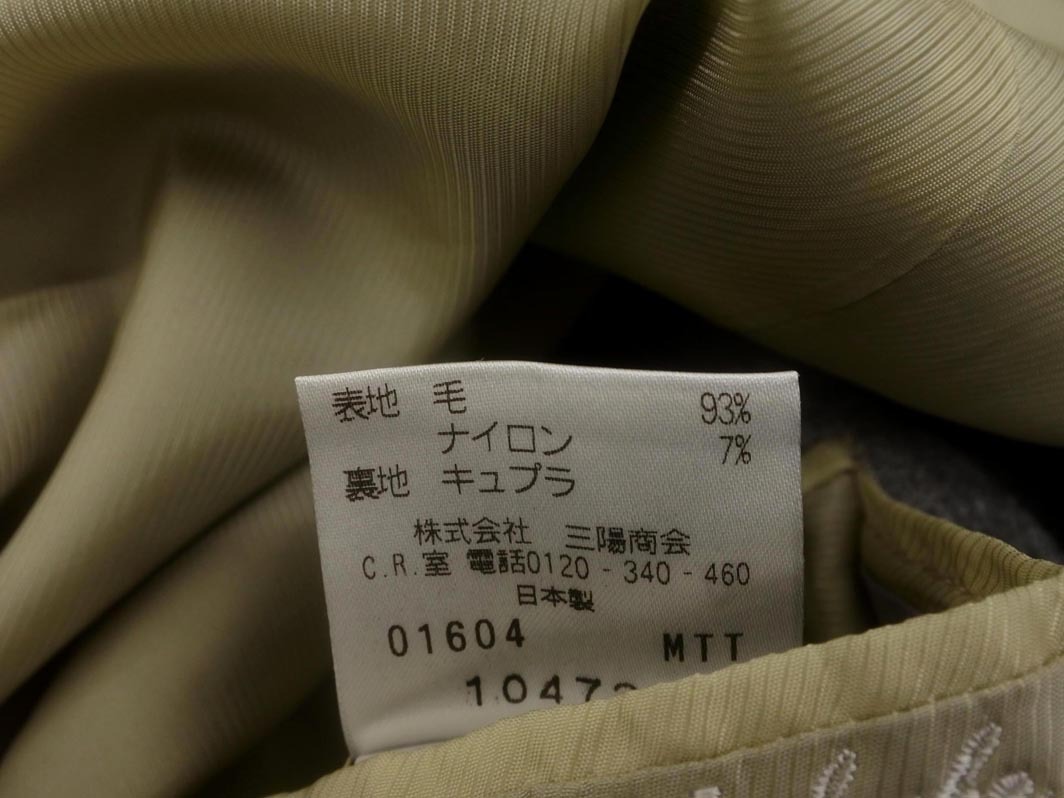 表地 毛 93%
ナイロン 7%
裏地 キュプラ
株式会社 三陽商会
C.R.室 電話0120-340-460
日本製
01604 MTT